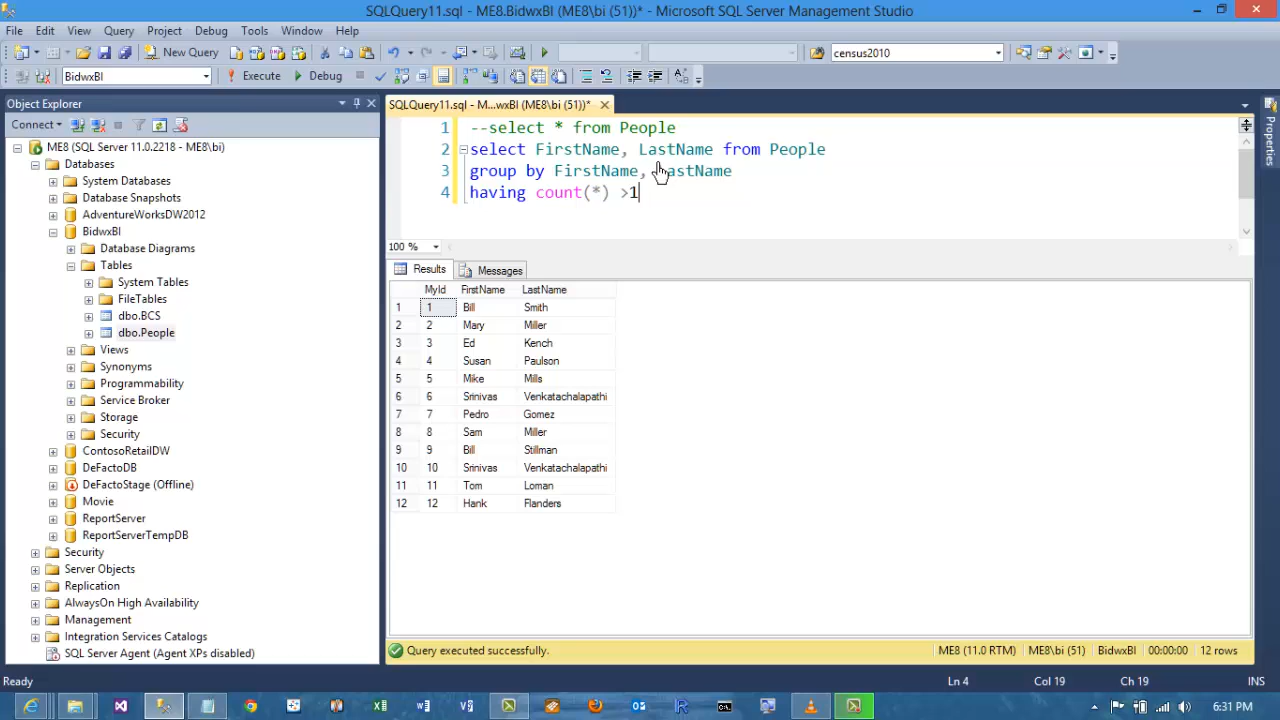 SQLQuery11.sql - ME8.BidwxBI (ME8\bi (51))* - Microsoft SQL Server Management Studio
File Edit View Query Project Debug Tools Window Help
New Query census2010
BidwxBI Execute Debug
Object Explorer
Connect
ME8 (SQL Server 11.0.2218 - ME8\bi)
Databases
System Databases
Database Snapshots
AdventureWorksDW2012
BidwxBI
Database Diagrams
Tables
System Tables
FileTables
dbo.BCS
dbo.People
Views
Synonyms
Programmability
Service Broker
Storage
Security
ContosoRetailDW
DeFactoDB
DeFactoStage (Offline)
Movie
ReportServer
ReportServerTempDB
Security
Server Objects
Replication
AlwaysOn High Availability
Management
Integration Services Catalogs
SQL Server Agent (Agent XPs disabled)
SQLQuery11.sql - M...wxBI (ME8\bi (51))*
1 --select * from People
2 select FirstName, LastName from People
3 group by FirstName, LastName
4 having count(*) >1
100 %
Results Messages
MyId FirstName LastName
1 1 Bill Smith
2 2 Mary Miller
3 3 Ed Kench
4 4 Susan Paulson
5 5 Mike Mills
6 6 Srinivas Venkatachalapathi
7 7 Pedro Gomez
8 8 Sam Miller
9 9 Bill Stillman
10 10 Srinivas Venkatachalapathi
11 11 Tom Loman
12 12 Hank Flanders
Query executed successfully. ME8 (11.0 RTM) ME8\bi (51) BidwxBI 00:00:00 12 rows
Properties
Ready Ln 4 Col 19 Ch 19 INS
6:31 PM